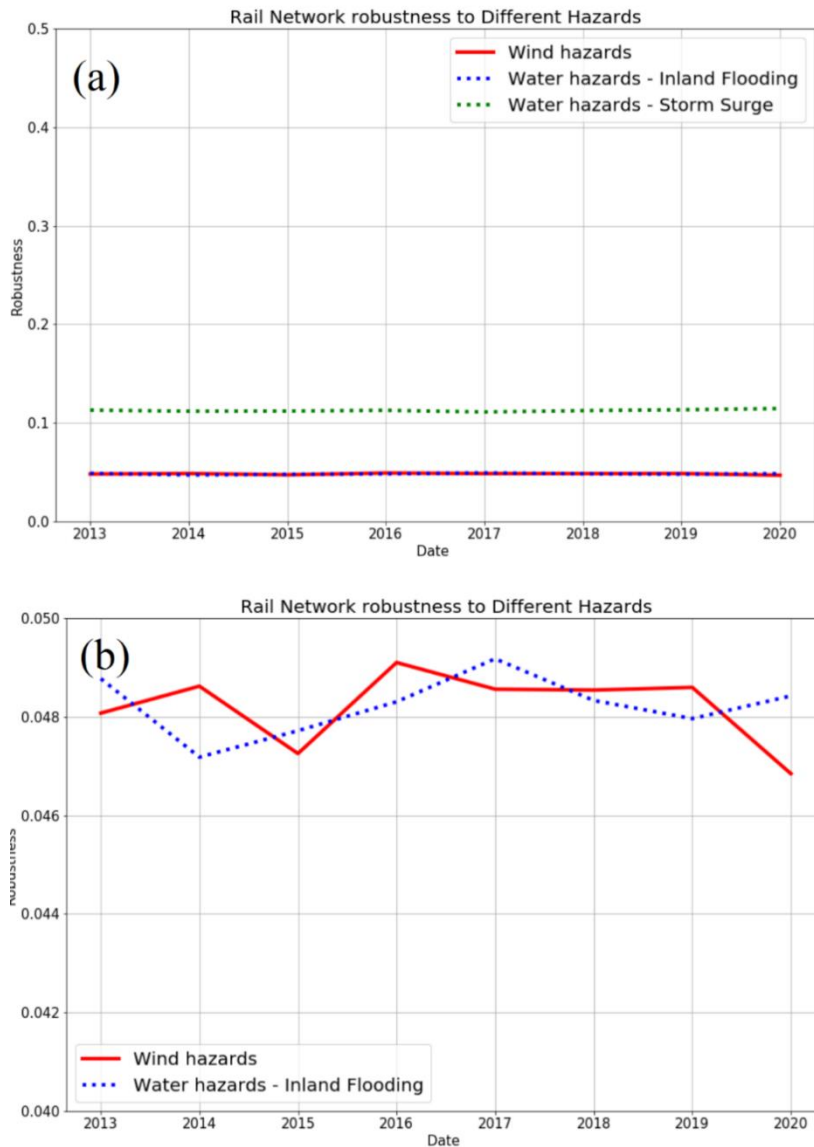 Rail Network robustness to Different Hazards
0.5
(a)
Wind hazards
Water hazards - Inland Flooding
Water hazards - Storm Surge
0.4
0.3
Robustness
0.2
0.1
0.0
2013 2014 2015 2016 2017 2018 2019 2020
Date
Rail Network robustness to Different Hazards
0.050
(b)
0.048
0.046
Robustness
0.044
0.042
Wind hazards
Water hazards - Inland Flooding
0.040
2013 2014 2015 2016 2017 2018 2019 2020
Date